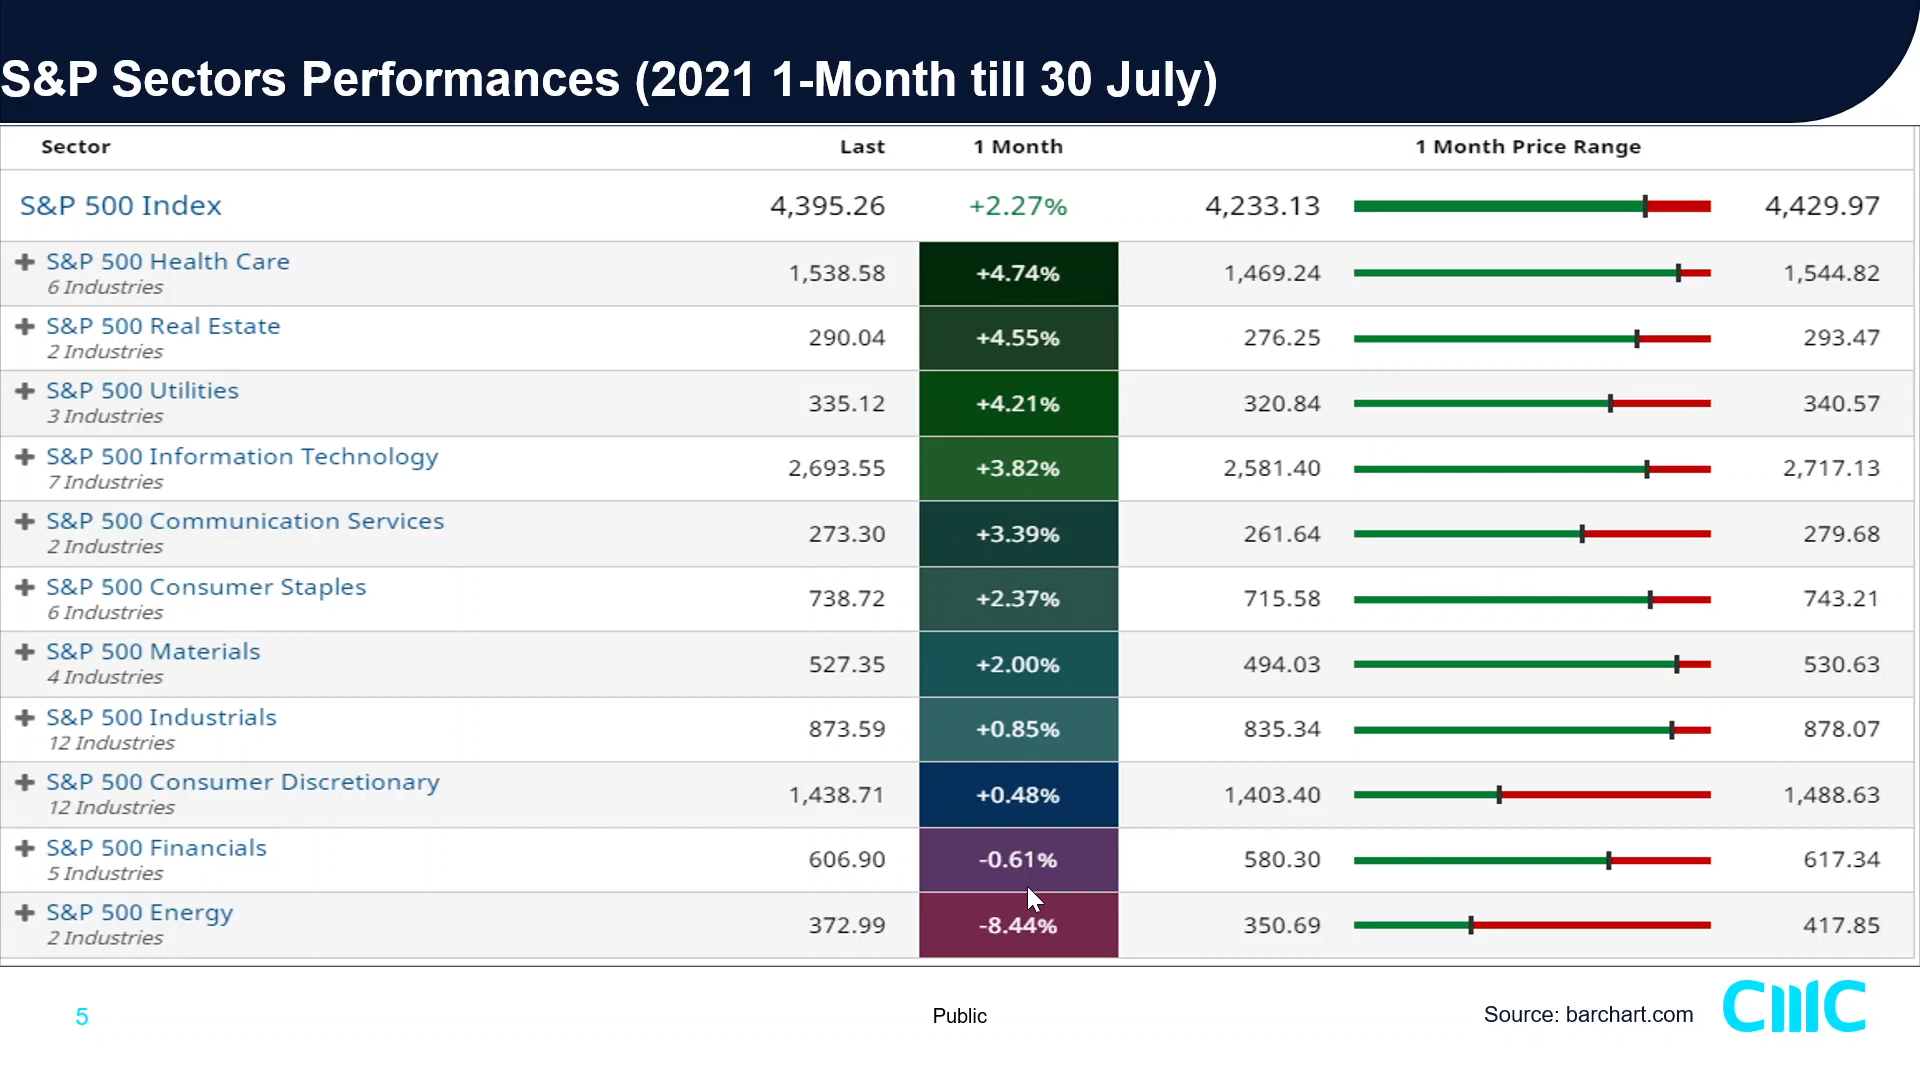 S&P Sectors Performances (2021 1-Month till 30 July)
Sector Last 1 Month 1 Month Price Range
S&P 500 Index 4,395.26 +2.27% 4,233.13 4,429.97
S&P 500 Health Care
6 Industries
1,538.58 +4.74% 1,469.24 1,544.82
S&P 500 Real Estate
2 Industries
290.04 +4.55% 276.25 293.47
S&P 500 Utilities
3 Industries
335.12 +4.21% 320.84 340.57
S&P 500 Information Technology
7 Industries
2,693.55 +3.82% 2,581.40 2,717.13
S&P 500 Communication Services
2 Industries
273.30 +3.39% 261.64 279.68
S&P 500 Consumer Staples
6 Industries
738.72 +2.37% 715.58 743.21
S&P 500 Materials
4 Industries
527.35 +2.00% 494.03 530.63
S&P 500 Industrials
12 Industries
873.59 +0.85% 835.34 878.07
S&P 500 Consumer Discretionary
12 Industries
1,438.71 +0.48% 1,403.40 1,488.63
S&P 500 Financials
5 Industries
606.90 -0.61% 580.30 617.34
S&P 500 Energy
2 Industries
372.99 -8.44% 350.69 417.85
5 Public Source: barchart.com CMC